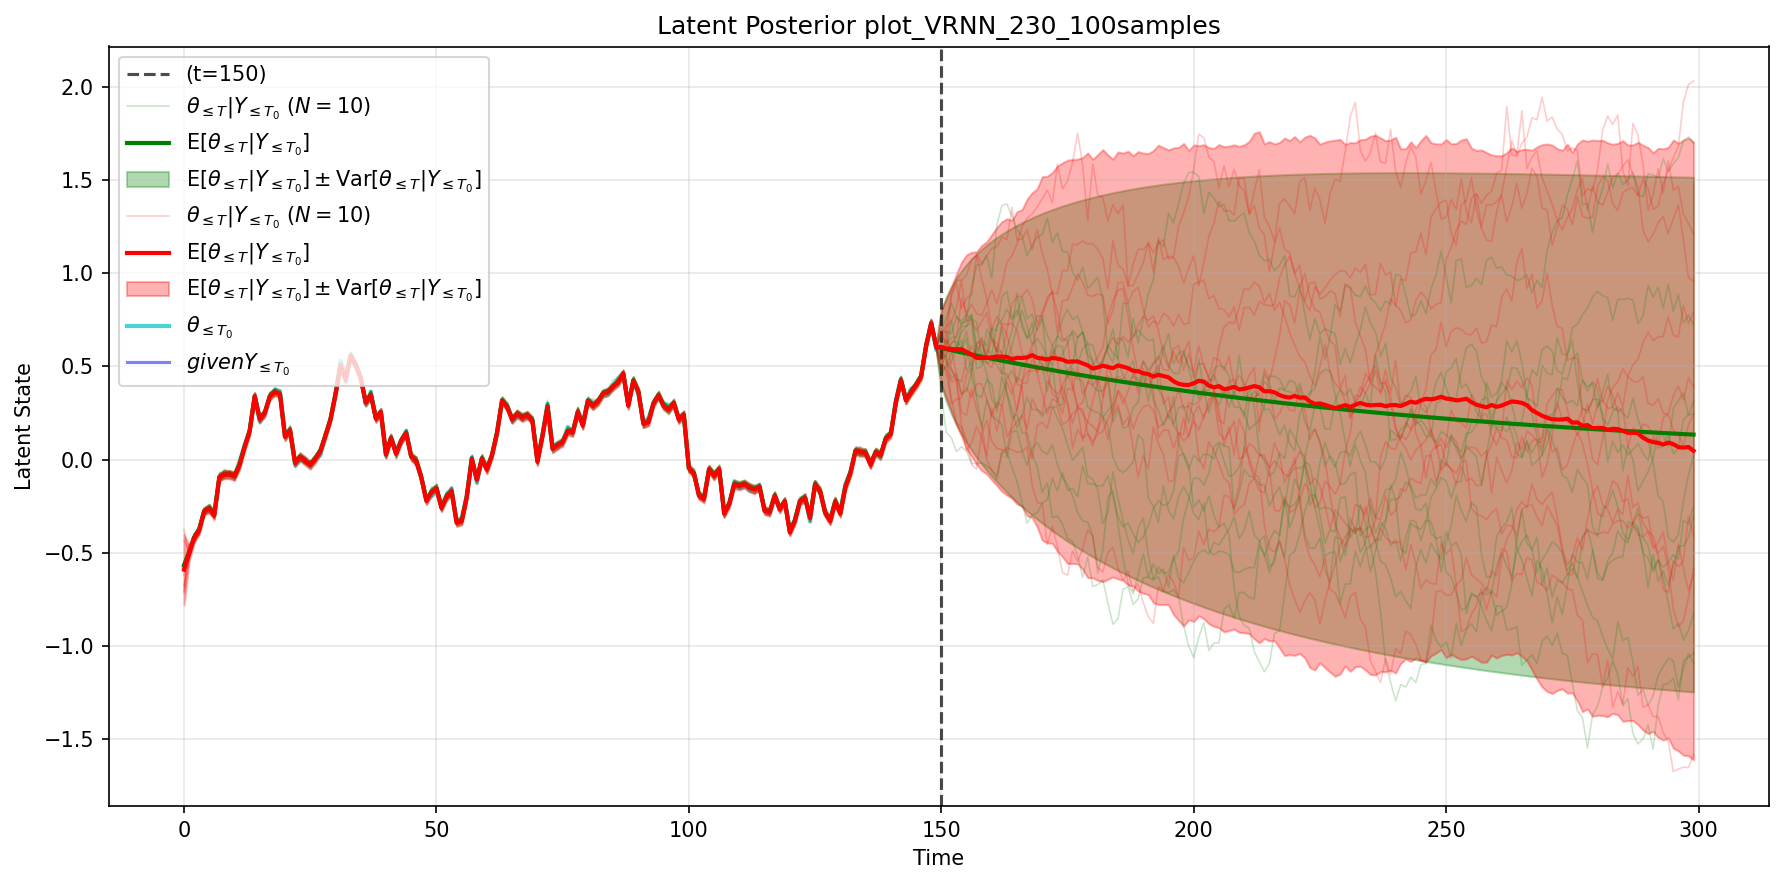 Latent Posterior plot_VRNN_230_100samples
(t=150)
θ≤T|Y≤T₀ (N = 10)
E[θ≤T|Y≤T₀]
E[θ≤T|Y≤T₀] ± Var[θ≤T|Y≤T₀]
θ≤T|Y≤T₀ (N = 10)
E[θ≤T|Y≤T₀]
E[θ≤T|Y≤T₀] ± Var[θ≤T|Y≤T₀]
θ≤T₀
givenY≤T₀
Latent State
2.0
1.5
1.0
0.5
0.0
−0.5
−1.0
−1.5
0 50 100 150 200 250 300
Time